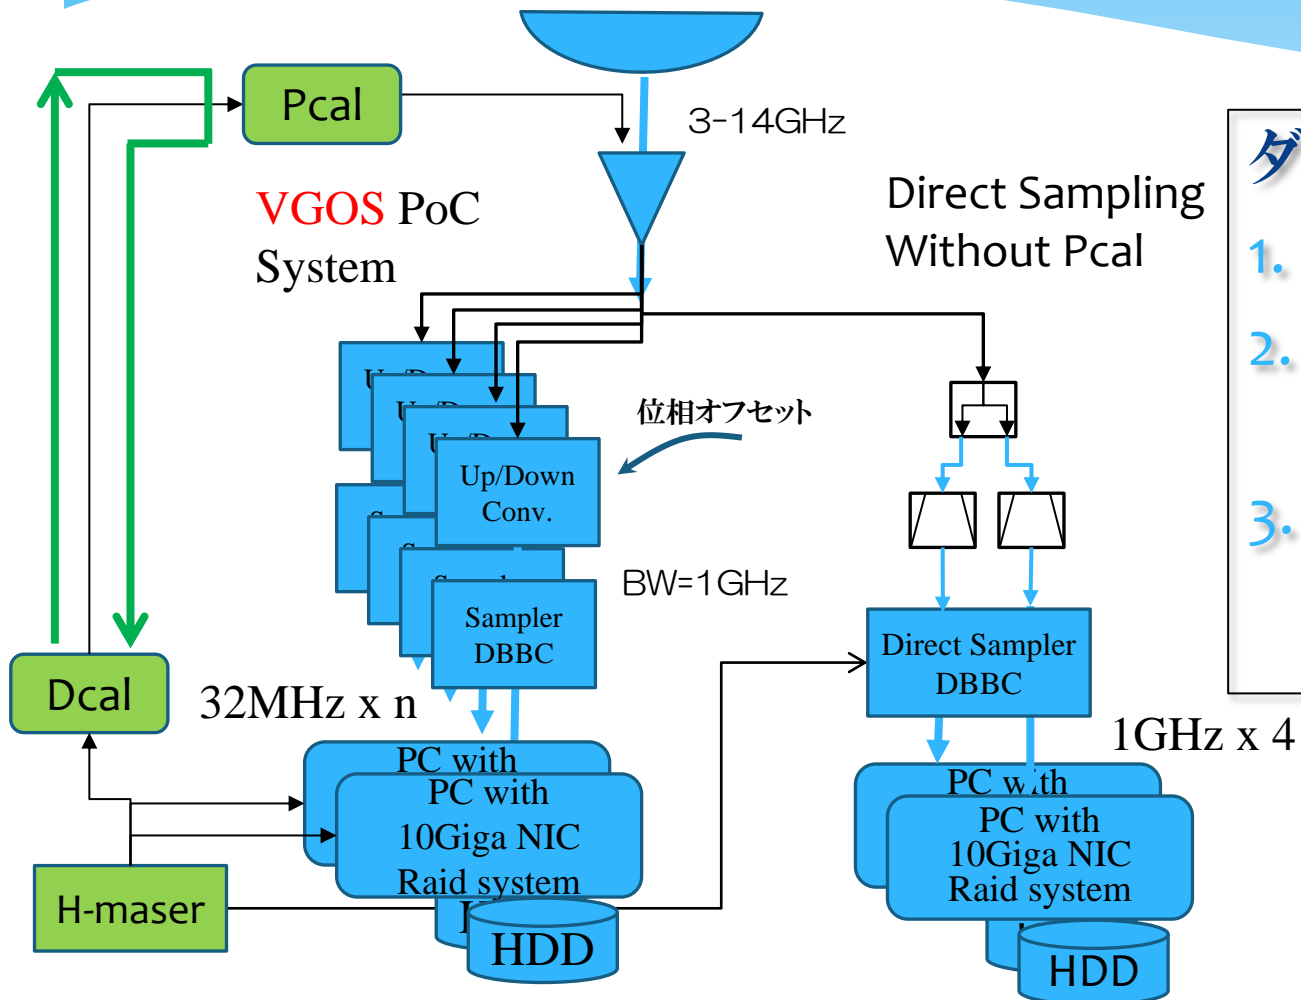 Pcal
3-14GHz
ダ
VGOS PoC
System
Direct Sampling
Without Pcal
1.
2.
3.
位相オフセット
Up/Down
Conv.
BW=1GHz
Sampler
DBBC
Direct Sampler
DBBC
Dcal
32MHz x n
1GHz x 4
PC with
PC with
10Giga NIC
Raid system
PC with
PC with
10Giga NIC
Raid system
H-maser
HDD
HDD